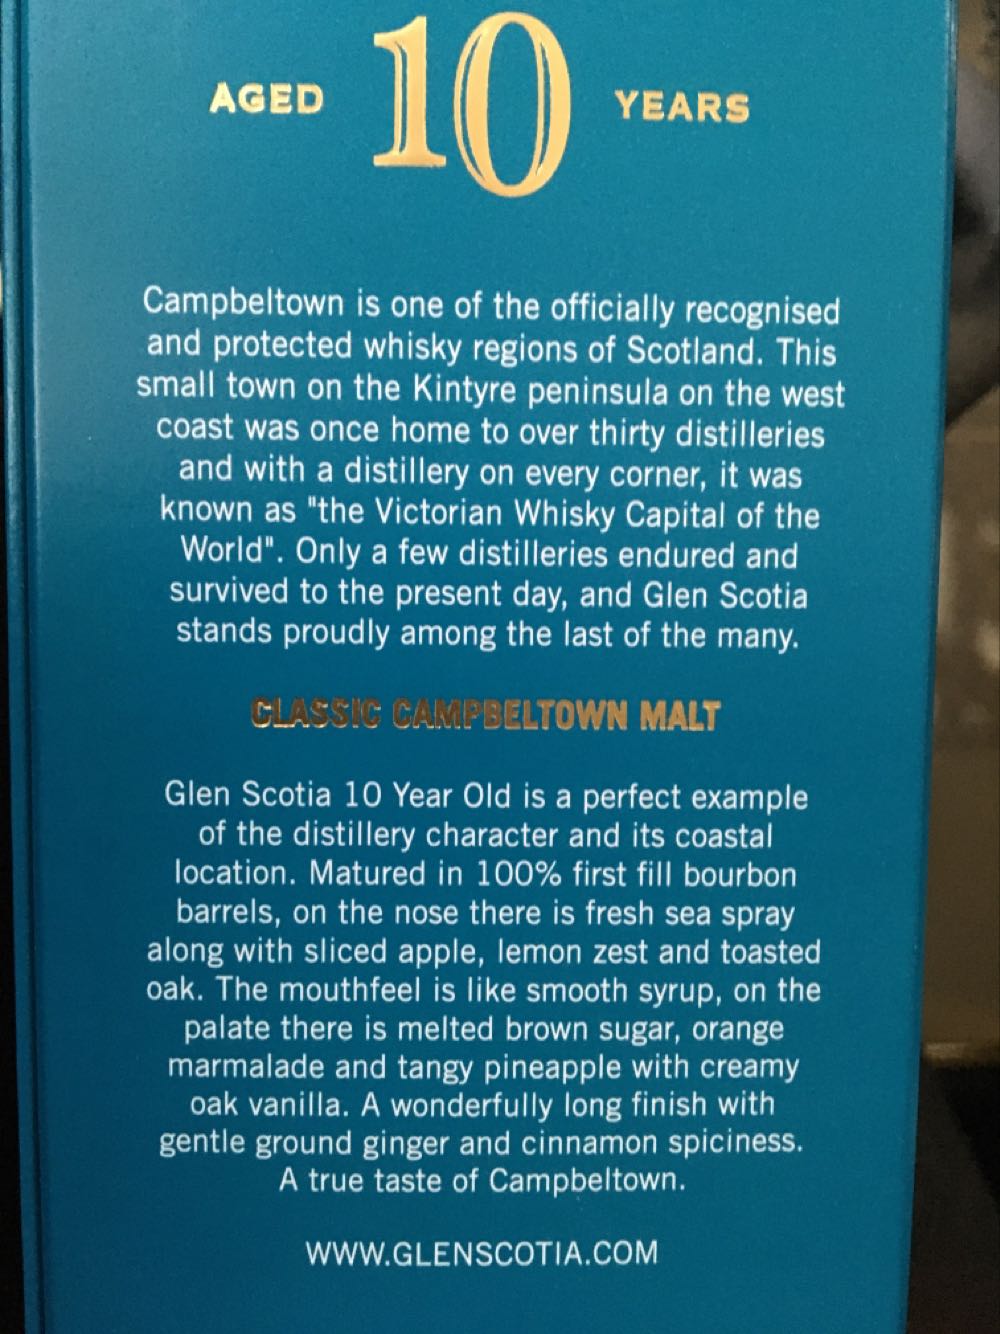 AGED 10 YEARS
Campbeltown is one of the officially recognised
and protected whisky regions of Scotland. This
small town on the Kintyre peninsula on the west
coast was once home to over thirty distilleries
and with a distillery on every corner, it was
known as "the Victorian Whisky Capital of the
World". Only a few distilleries endured and
survived to the present day, and Glen Scotia
stands proudly among the last of the many.
CLASSIC CAMPBELTOWN MALT
Glen Scotia 10 Year Old is a perfect example
of the distillery character and its coastal
location. Matured in 100% first fill bourbon
barrels, on the nose there is fresh sea spray
along with sliced apple, lemon zest and toasted
oak. The mouthfeel is like smooth syrup, on the
palate there is melted brown sugar, orange
marmalade and tangy pineapple with creamy
oak vanilla. A wonderfully long finish with
gentle ground ginger and cinnamon spiciness.
A true taste of Campbeltown.
WWW.GLENSCOTIA.COM